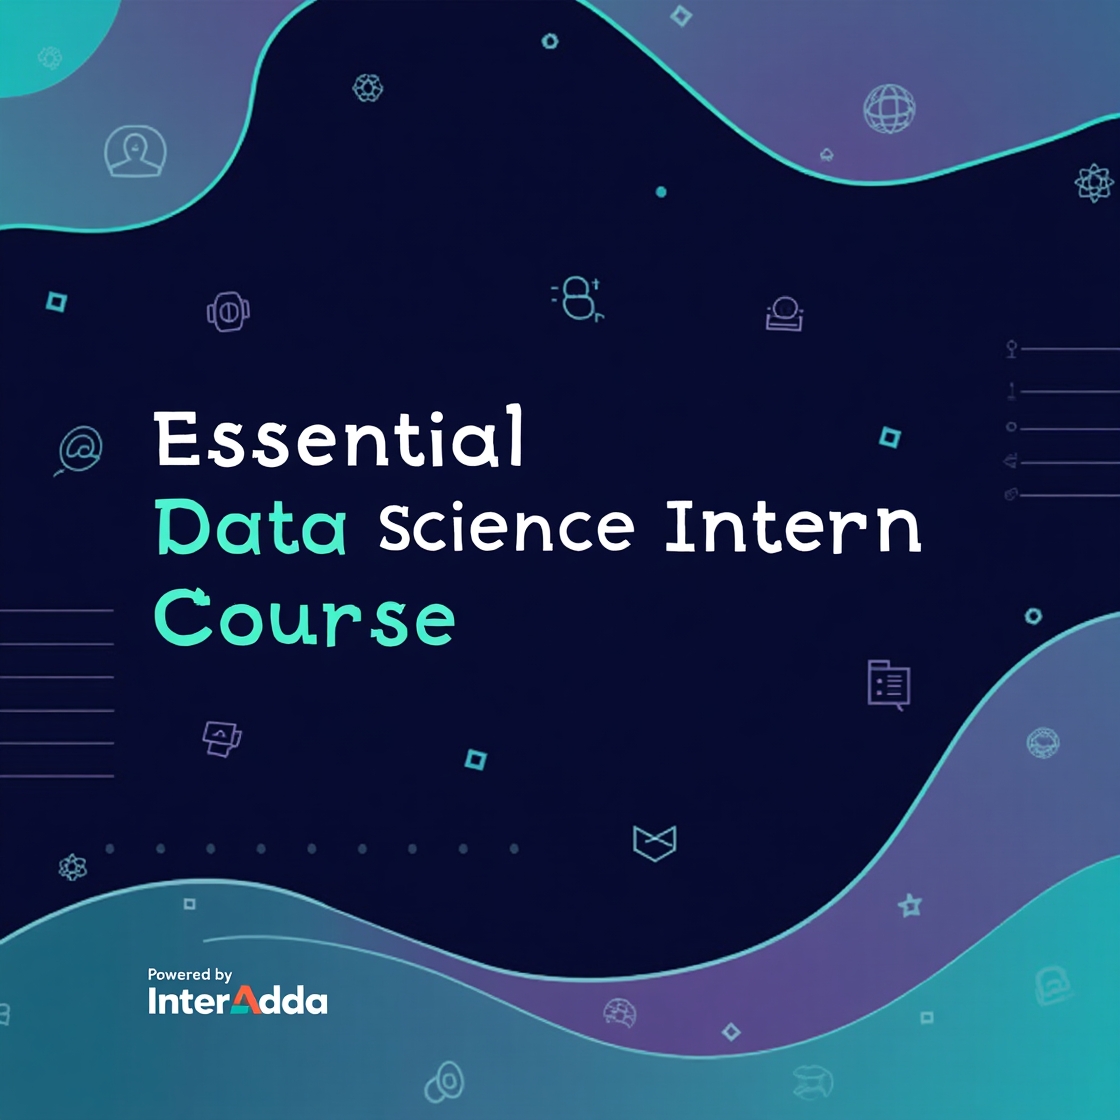 Essential
Data Science Intern
Course
Powered by
InterAdda